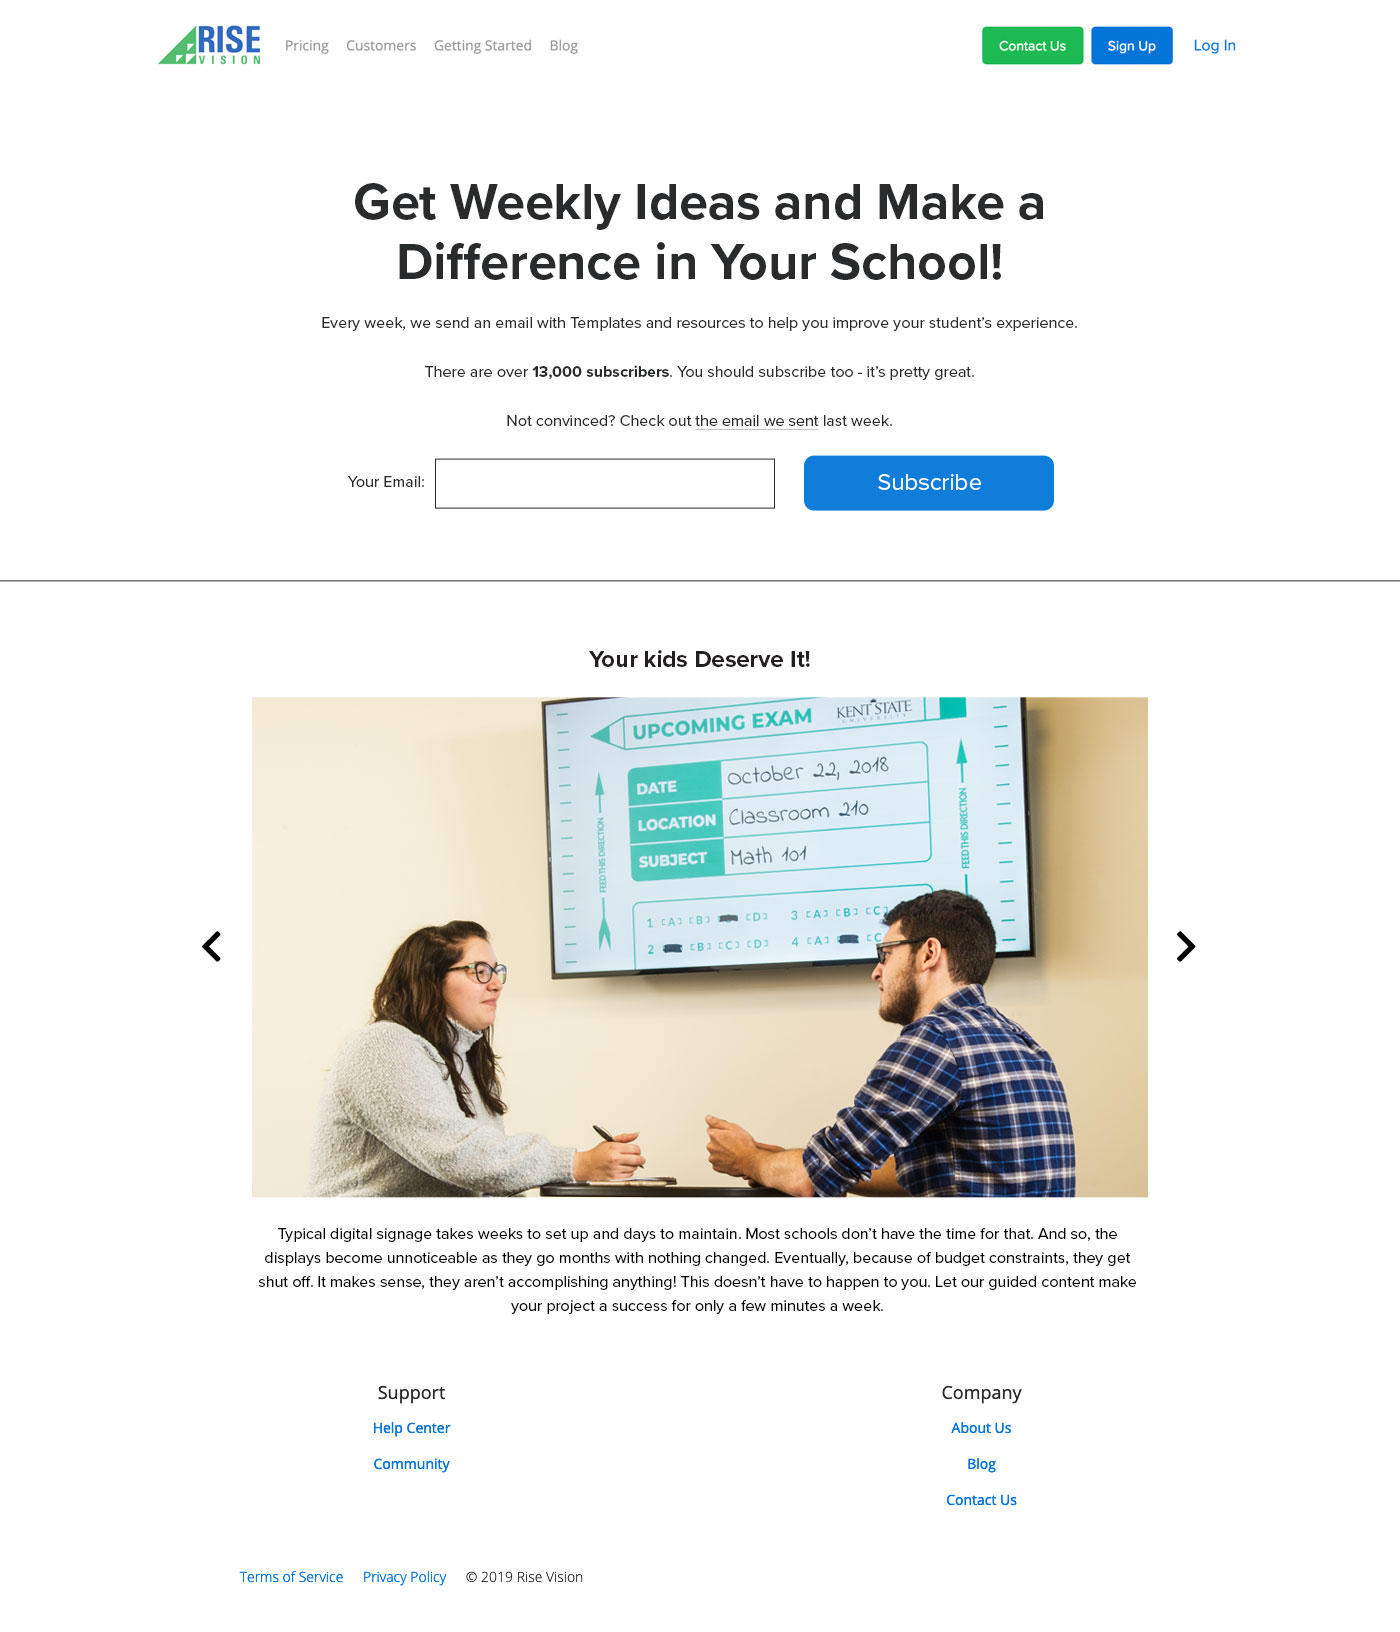 RISE
VISION
Pricing Customers Getting Started Blog
Contact Us Sign Up Log In
Get Weekly Ideas and Make a
Difference in Your School!
Every week, we send an email with Templates and resources to help you improve your student’s experience.
There are over 13,000 subscribers. You should subscribe too - it’s pretty great.
Not convinced? Check out the email we sent last week.
Your Email: Subscribe
Your kids Deserve It!
UPCOMING EXAM
KENT STATE
UNIVERSITY
DATE October 22, 2018
LOCATION Classroom 210
SUBJECT Math 101
FEED THIS DIRECTION
FEED THIS DIRECTION
1 [A] [B] [D] 3 [A] [B] [C]
2 [B] [C] [D] 4 [A] [C]
Typical digital signage takes weeks to set up and days to maintain. Most schools don’t have the time for that. And so, the
displays become unnoticeable as they go months with nothing changed. Eventually, because of budget constraints, they get
shut off. It makes sense, they aren’t accomplishing anything! This doesn’t have to happen to you. Let our guided content make
your project a success for only a few minutes a week.
Support
Help Center
Community
Company
About Us
Blog
Contact Us
Terms of Service Privacy Policy © 2019 Rise Vision